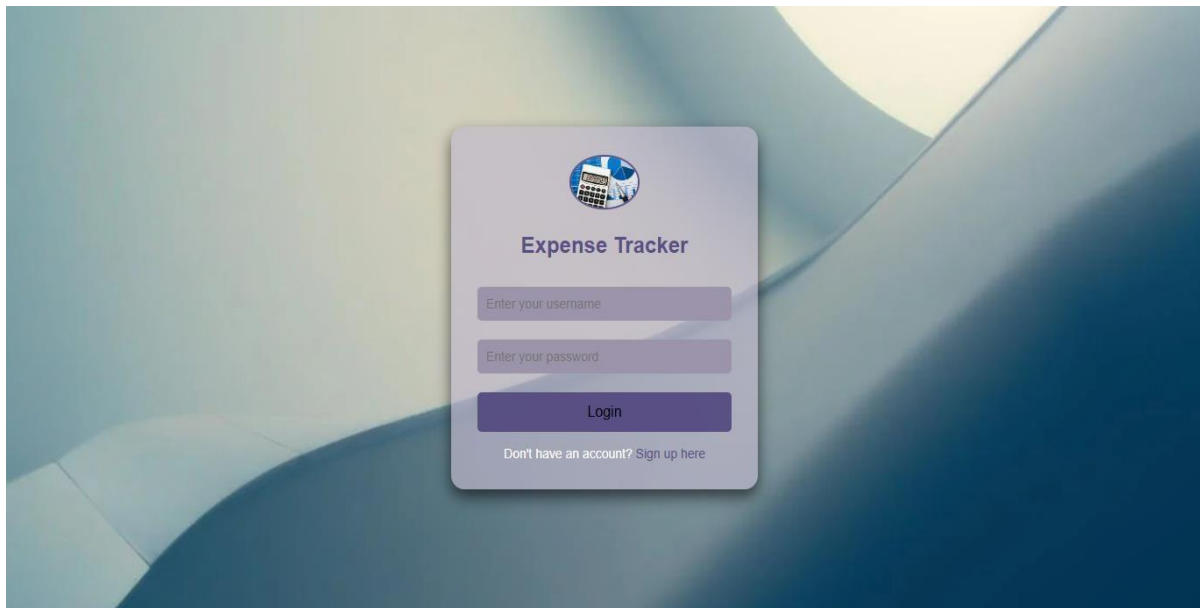 Expense Tracker
Enter your username
Enter your password
Login
Don't have an account? Sign up here